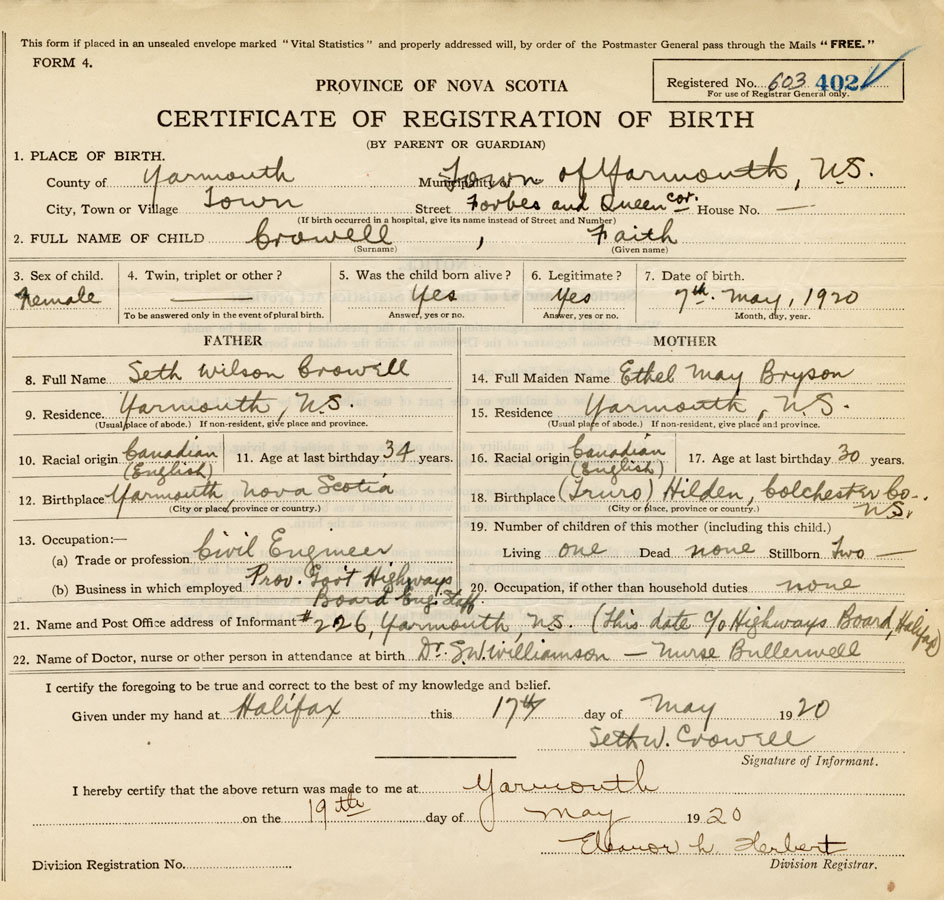 This form if placed in an unsealed envelope marked "Vital Statistics" and properly addressed will, by order of the Postmaster General pass through the Mails "FREE."
FORM 4.
PROVINCE OF NOVA SCOTIA
Registered No. 603 402
For use of Registrar General only.
CERTIFICATE OF REGISTRATION OF BIRTH
(BY PARENT OR GUARDIAN)
1. PLACE OF BIRTH.
County of Yarmouth Municipality of Town of Yarmouth, N.S.
City, Town or Village Town Street Forbes and Queen cor. House No. —
(If birth occurred in a hospital, give its name instead of Street and Number)
2. FULL NAME OF CHILD Crowell , Faith
(Surname) (Given name)
3. Sex of child. 4. Twin, triplet or other? 5. Was the child born alive? 6. Legitimate? 7. Date of birth.
Female — Yes Yes 7th. May, 1920
To be answered only in the event of plural birth. Answer, yes or no. Answer, yes or no. Month, day, year.
FATHER MOTHER
8. Full Name Seth Wilson Crowell 14. Full Maiden Name Ethel May Bryson
9. Residence. Yarmouth, N.S. 15. Residence Yarmouth, N.S.
(Usual place of abode.) If non-resident, give place and province. (Usual place of abode.) If non-resident, give place and province.
10. Racial origin Canadian (English) 11. Age at last birthday 34 years. 16. Racial origin Canadian (English) 17. Age at last birthday 30 years.
12. Birthplace Yarmouth, Nova Scotia 18. Birthplace (Truro) Hilden, Colchester Co. N.S.
(City or place, province or country.) (City or place, province or country.)
13. Occupation:— 19. Number of children of this mother (including this child.)
(a) Trade or profession Civil Engineer Living one Dead none Stillborn Two —
(b) Business in which employed Prov. Gov't Highways Board Eng. Staff. 20. Occupation, if other than household duties none
21. Name and Post Office address of Informant #226, Yarmouth, N.S. (This date c/o Highways Board, Halifax)
22. Name of Doctor, nurse or other person in attendance at birth Dr. S.W. Williamson — Nurse Bullerwell
I certify the foregoing to be true and correct to the best of my knowledge and belief.
Given under my hand at Halifax this 17th day of May 1920
Seth W. Crowell
Signature of Informant.
I hereby certify that the above return was made to me at Yarmouth
on the 19th day of May 1920
Eleanor L. Herbert
Division Registration No. Division Registrar.